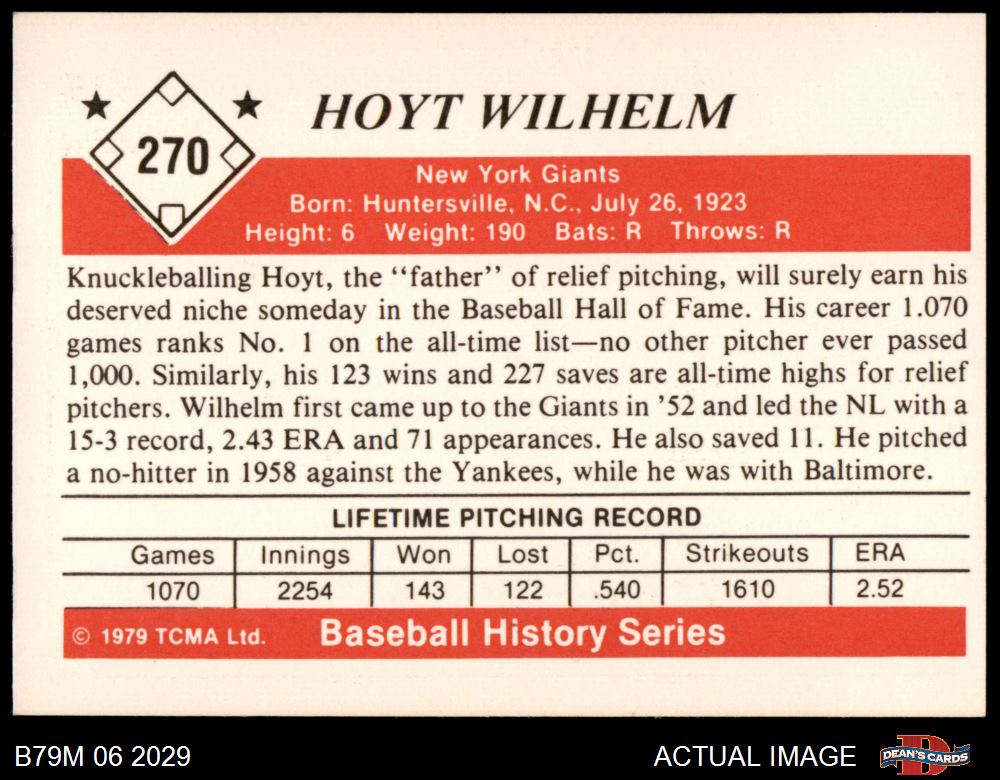 270
HOYT WILHELM
New York Giants
Born: Huntersville, N.C., July 26, 1923
Height: 6 Weight: 190 Bats: R Throws: R
Knuckleballing Hoyt, the “father” of relief pitching, will surely earn his
deserved niche someday in the Baseball Hall of Fame. His career 1.070
games ranks No. 1 on the all-time list—no other pitcher ever passed
1,000. Similarly, his 123 wins and 227 saves are all-time highs for relief
pitchers. Wilhelm first came up to the Giants in ’52 and led the NL with a
15-3 record, 2.43 ERA and 71 appearances. He also saved 11. He pitched
a no-hitter in 1958 against the Yankees, while he was with Baltimore.
LIFETIME PITCHING RECORD
Games Innings Won Lost Pct. Strikeouts ERA
1070 2254 143 122 .540 1610 2.52
© 1979 TCMA Ltd. Baseball History Series
B79M 06 2029 ACTUAL IMAGE DEAN'S CARDS